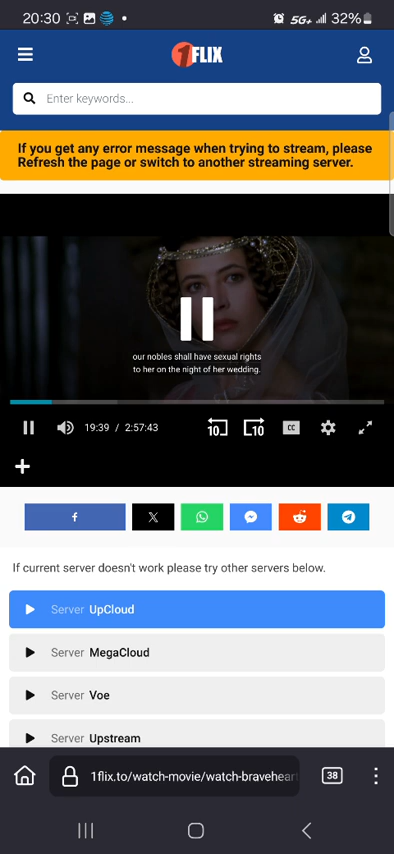 20:30
5G+
32%
1FLIX
Enter keywords...
If you get any error message when trying to stream, please
Refresh the page or switch to another streaming server.
our nobles shall have sexual rights
to her on the night of her wedding.
19:39 / 2:57:43
10
10
CC
If current server doesn't work please try other servers below.
Server UpCloud
Server MegaCloud
Server Voe
Server Upstream
1flix.to/watch-movie/watch-braveheart
38